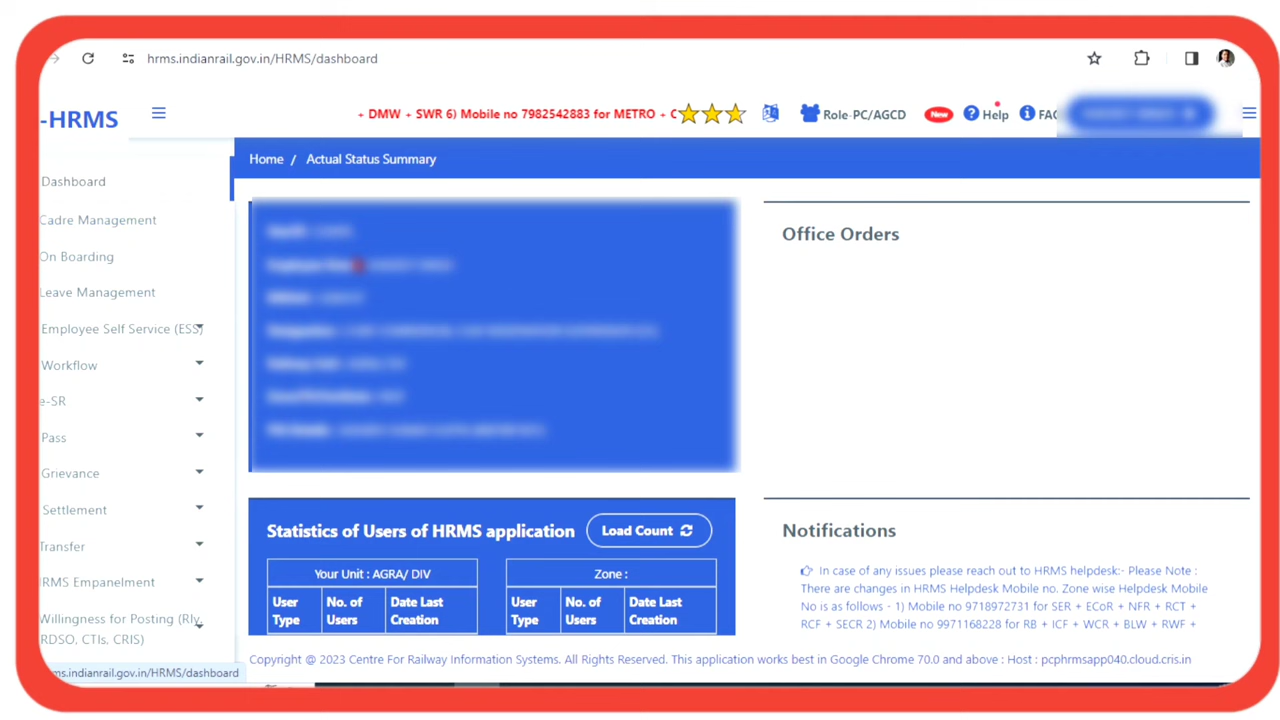 hrms.indianrail.gov.in/HRMS/dashboard
-HRMS
+ DMW + SWR 6) Mobile no 7982542883 for METRO + C
Role-PC/AGCD
New
Help
FAC
Home / Actual Status Summary
Dashboard
Cadre Management
On Boarding
Leave Management
Employee Self Service (ESS)
Workflow
e-SR
Pass
Grievance
Settlement
Transfer
IRMS Empanelment
Willingness for Posting (Rly,
RDSO, CTIs, CRIS)
Office Orders
Statistics of Users of HRMS application
Load Count
Your Unit : AGRA/ DIV
Zone :
User Type
No. of Users
Date Last Creation
User Type
No. of Users
Date Last Creation
Notifications
In case of any issues please reach out to HRMS helpdesk:- Please Note :
There are changes in HRMS Helpdesk Mobile no. Zone wise Helpdesk Mobile
No is as follows - 1) Mobile no 9718972731 for SER + ECoR + NFR + RCT +
RCF + SECR 2) Mobile no 9971168228 for RB + ICF + WCR + BLW + RWF +
Copyright @ 2023 Centre For Railway Information Systems. All Rights Reserved. This application works best in Google Chrome 70.0 and above : Host : pcphrmsapp040.cloud.cris.in
ms.indianrail.gov.in/HRMS/dashboard